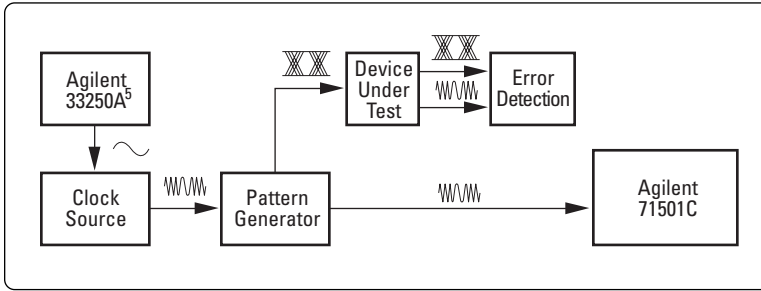 Agilent
33250A5
Device
Under
Test
Error
Detection
Clock
Source
Pattern
Generator
Agilent
71501C